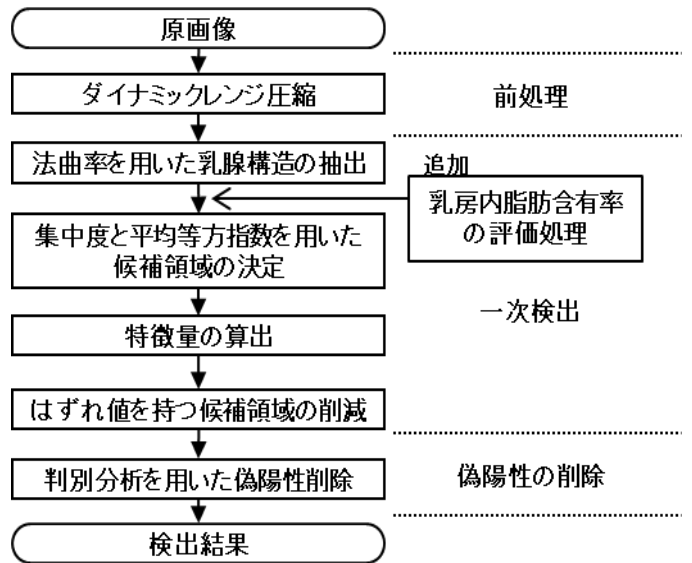 原画像
ダイナミックレンジ圧縮
前処理
法曲率を用いた乳腺構造の抽出
追加
乳房内脂肪含有率
の評価処理
集中度と平均等方指数を用いた
候補領域の決定
一次検出
特徴量の算出
はずれ値を持つ候補領域の削減
判別分析を用いた偽陽性削除
偽陽性の削除
検出結果